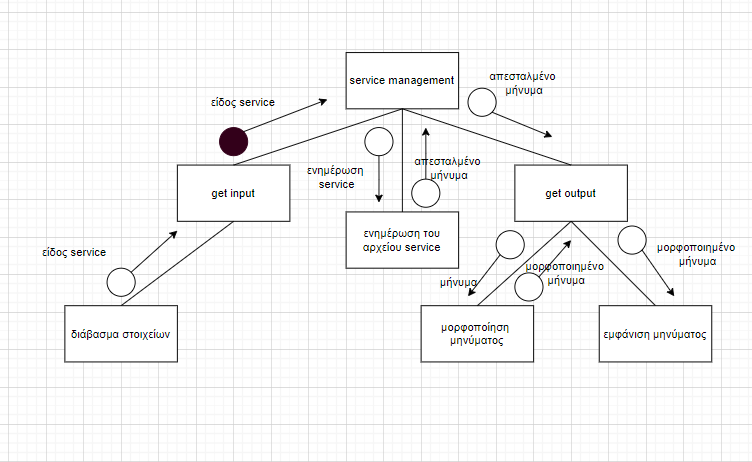 απεσταλμένο
μήνυμα
service management
είδος service
ενημέρωση
service
απεσταλμένο
μήνυμα
get input
get output
ενημέρωση του
αρχείου service
είδος service
μορφοποιημένο
μήνυμα
μορφοποιημένο
μήνυμα
μήνυμα
διάβασμα στοιχείων
μορφοποίηση
μηνύματος
εμφάνιση μηνύματος